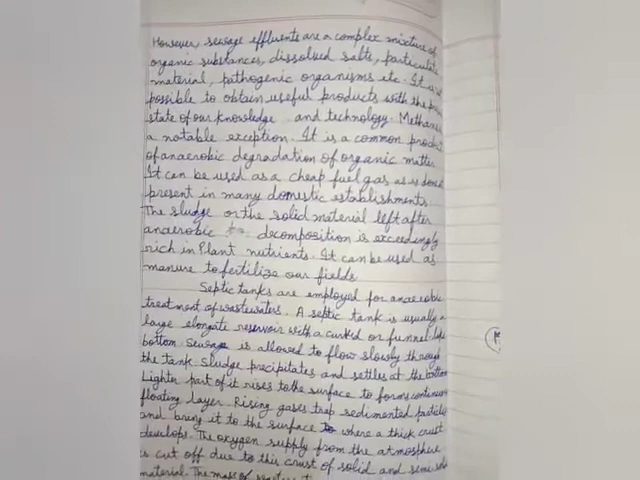 However, sewage effluents are a complex mixture of
organic substances, dissolved salts, particulate
material, pathogenic organisms etc. It is
possible to obtain useful products with the
state of our knowledge and technology. Methane
a notable exception. It is a common product
of anaerobic degradation of organic matter
It can be used as a cheap fuel gas as is done
present in many domestic establishments.
The sludge or the solid material left after
anaerobic decomposition is exceedingly
rich in Plant nutrients. It can be used as
manure to fertilize our fields.
Septic tanks are employed for anaerobic
treatment of wastewaters. A septic tank is usually a
large elongate reservoir with a or funnel
bottom. Sewage is allowed to flow slowly through
the tank. Sludge precipitates and settles at the bottom
Lighter part of it rises to the surface to forms continuous
floating layer. Rising gases trap sedimented particles
and bring it to the surface to where a thick crust
develops. The oxygen supply from the atmosphere
is cut off due to this crust of solid and semi solid
material. The mass of